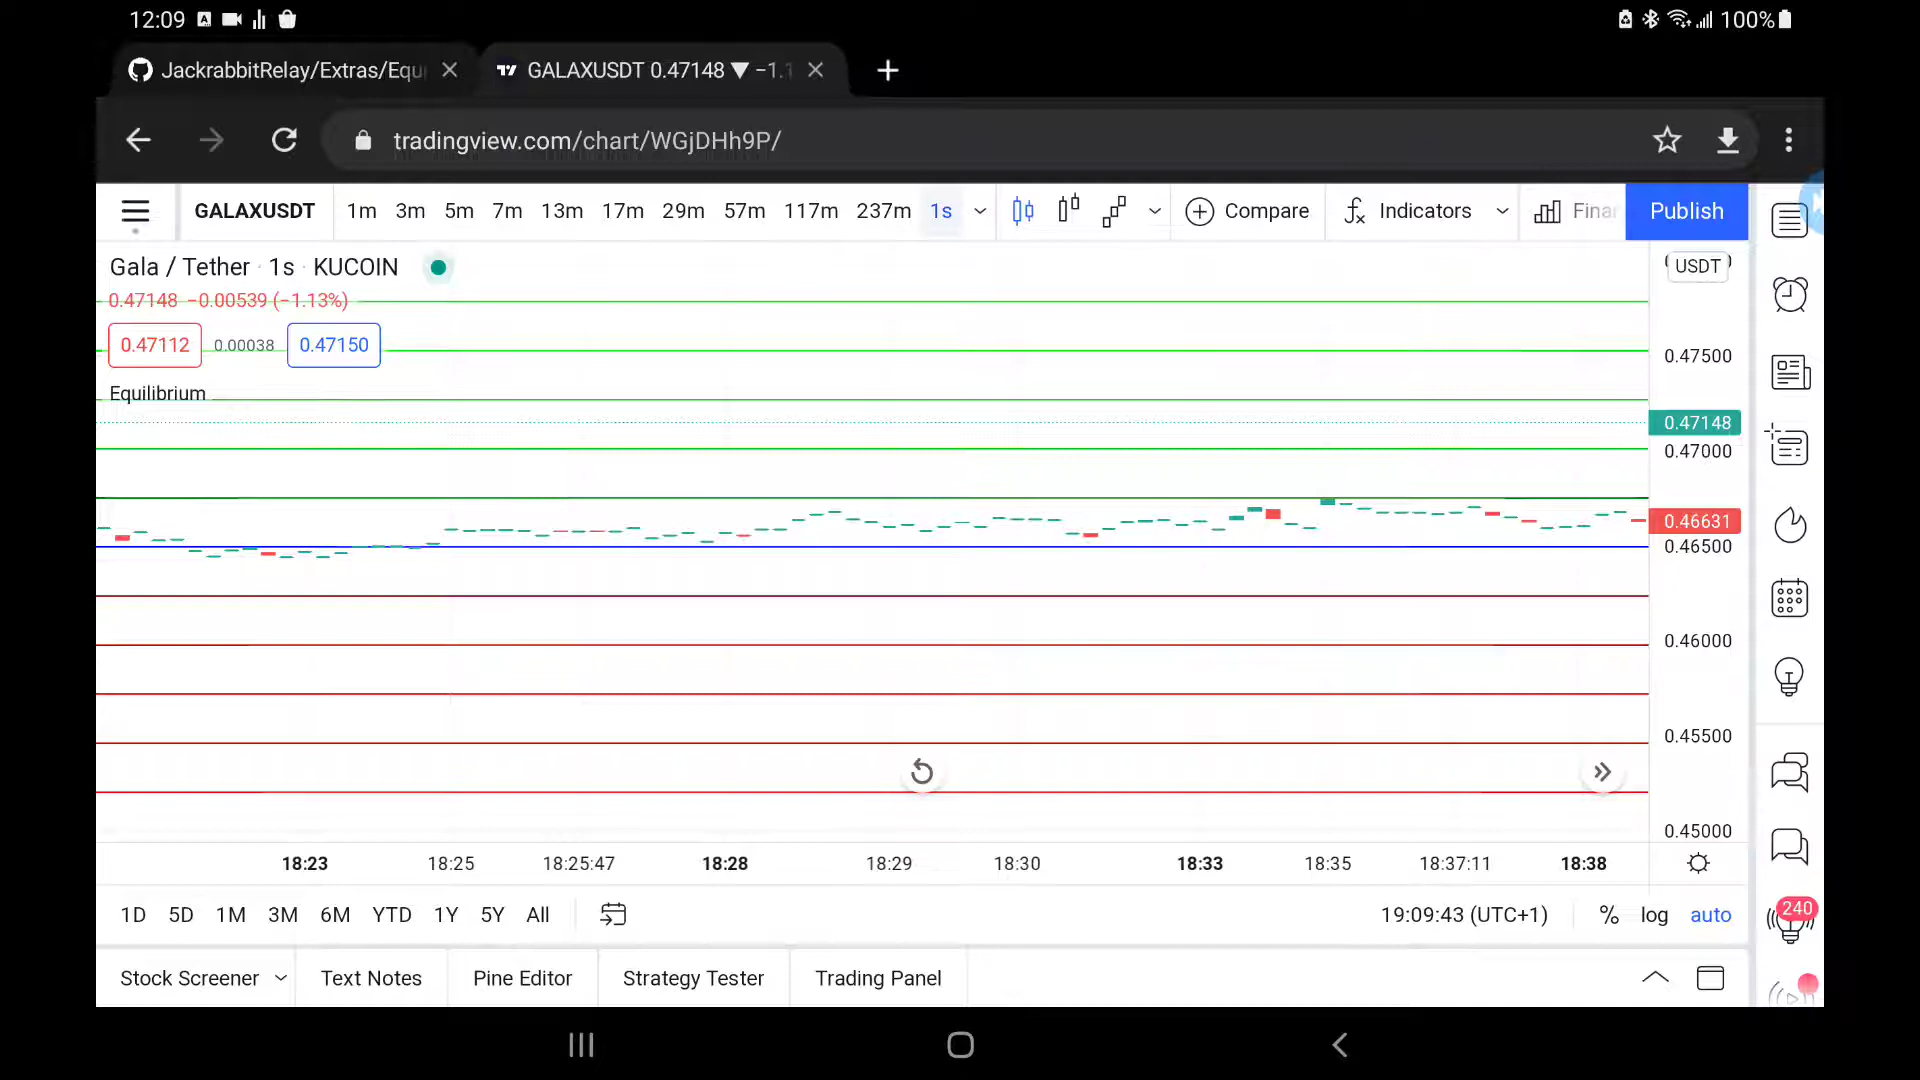 12:09 100%
JackrabbitRelay/Extras/Equ GALAXUSDT 0.47148 ▼ −1.1
tradingview.com/chart/WGjDHh9P/
GALAXUSDT 1m 3m 5m 7m 13m 17m 29m 57m 117m 237m 1s Compare Indicators Finan Publish
Gala / Tether · 1s · KUCOIN USDT
0.47148 −0.00539 (−1.13%)
0.47112 0.00038 0.47150
0.47500
Equilibrium
0.47148
0.47000
0.46631
0.46500
0.46000
0.45500
0.45000
18:23 18:25 18:25:47 18:28 18:29 18:30 18:33 18:35 18:37:11 18:38
1D 5D 1M 3M 6M YTD 1Y 5Y All 19:09:43 (UTC+1) % log auto
240
Stock Screener Text Notes Pine Editor Strategy Tester Trading Panel